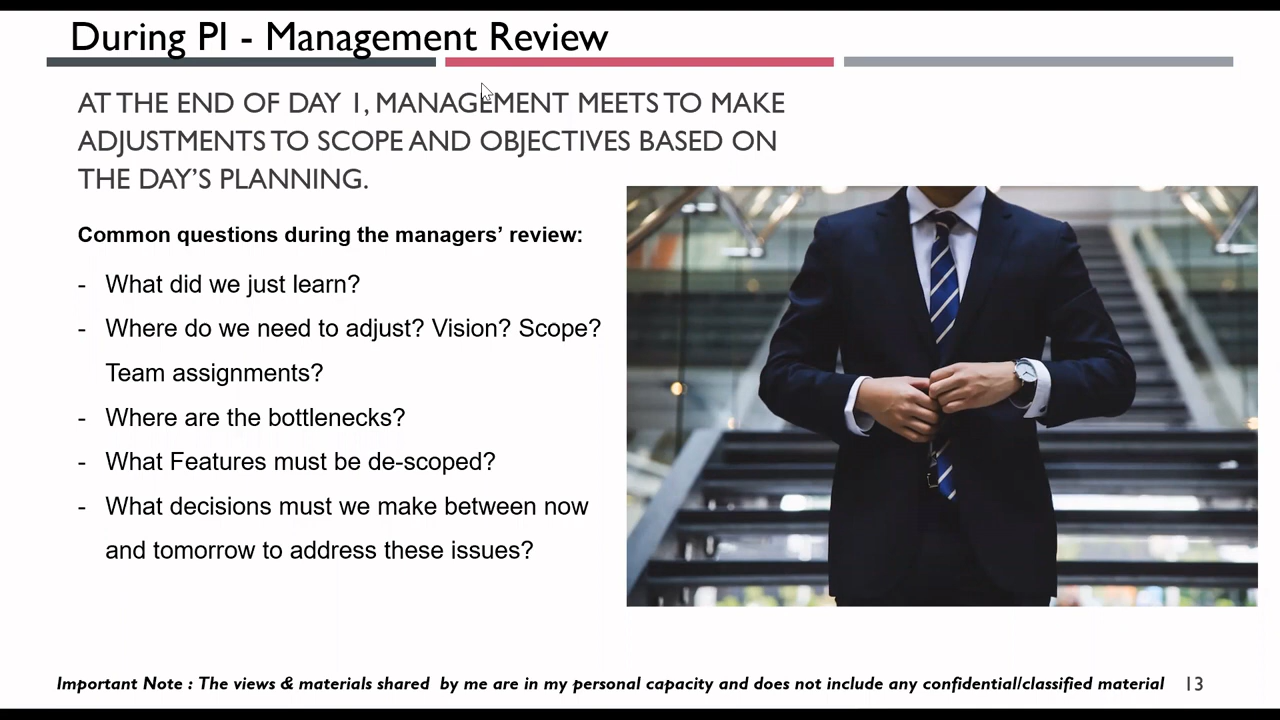 During PI - Management Review
AT THE END OF DAY 1, MANAGEMENT MEETS TO MAKE
ADJUSTMENTS TO SCOPE AND OBJECTIVES BASED ON
THE DAY'S PLANNING.
Common questions during the managers' review:
- What did we just learn?
- Where do we need to adjust? Vision? Scope?
Team assignments?
- Where are the bottlenecks?
- What Features must be de-scoped?
- What decisions must we make between now
and tomorrow to address these issues?
Important Note : The views & materials shared by me are in my personal capacity and does not include any confidential/classified material 13